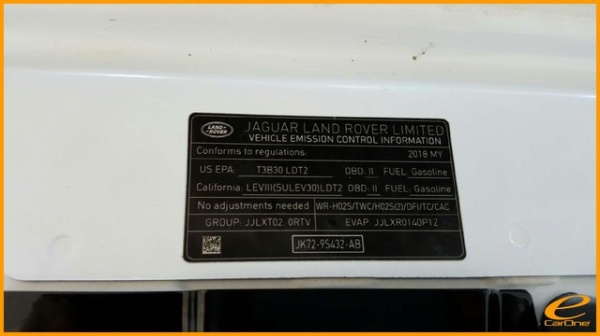 LAND ROVER
JAGUAR LAND ROVER LIMITED
VEHICLE EMISSION CONTROL INFORMATION
Conforms to regulations: 2018 MY
US EPA: T3B30 LDT2 OBD: II FUEL: Gasoline
California: LEVIII(SULEV30)LDT2 OBD: II FUEL: Gasoline
No adjustments needed WR-HO2S/TWC/HO2S(2)/DFI/TC/CAC
GROUP: JJLXT02.0RTV EVAP: JJLXR0140P1Z
JK72-9S432-AB
e
CarOne